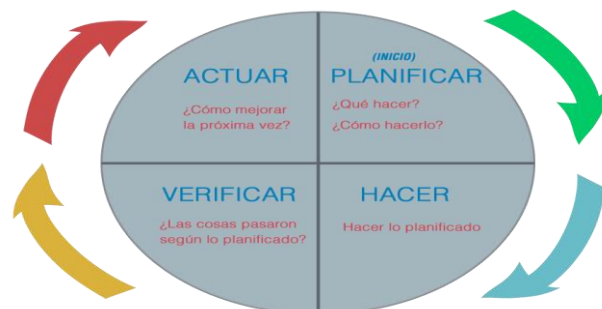 ACTUAR
¿Cómo mejorar
la próxima vez?
(INICIO)
PLANIFICAR
¿Qué hacer?
¿Cómo hacerlo?
VERIFICAR
¿Las cosas pasaron
según lo planificado?
HACER
Hacer lo planificado